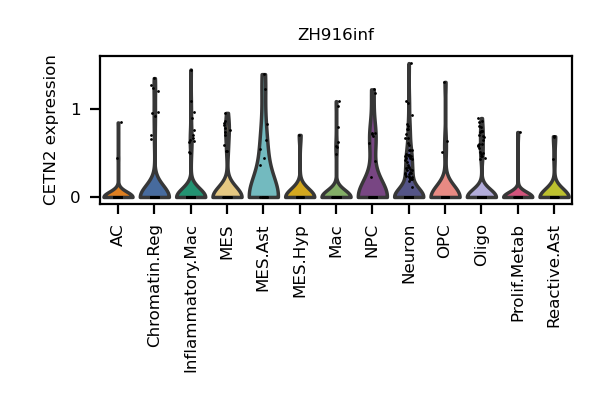 ZH916inf
CETN2 expression
1
0
AC
Chromatin.Reg
Inflammatory.Mac
MES
MES.Ast
MES.Hyp
Mac
NPC
Neuron
OPC
Oligo
Prolif.Metab
Reactive.Ast